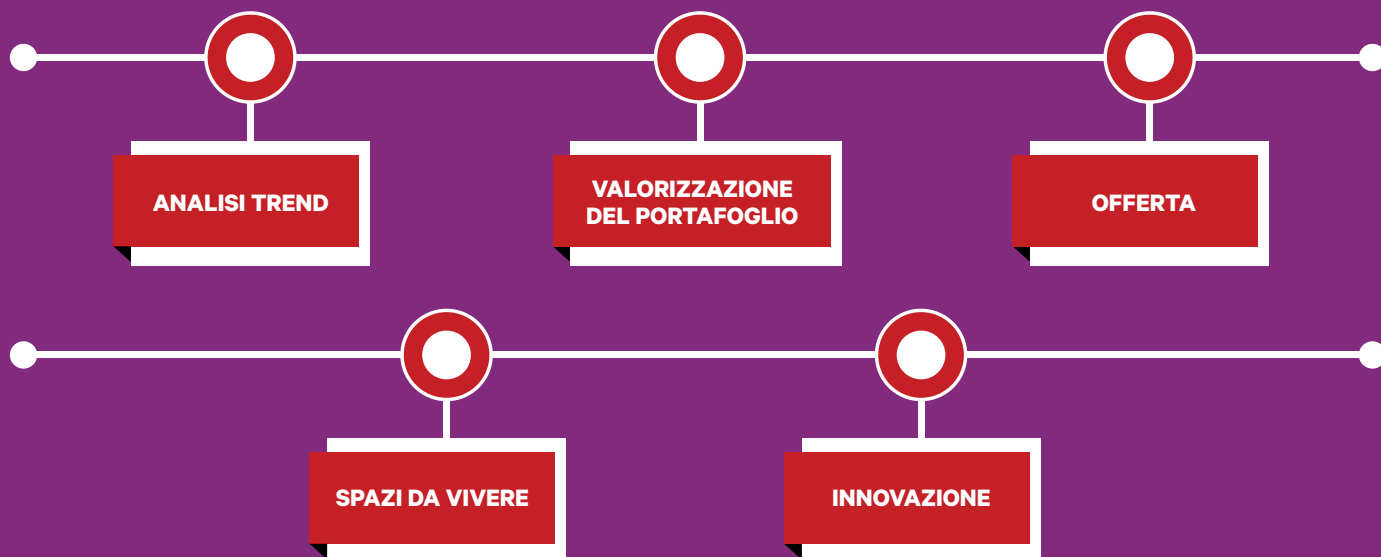 ANALISI TREND
VALORIZZAZIONE
DEL PORTAFOGLIO
OFFERTA
SPAZI DA VIVERE
INNOVAZIONE